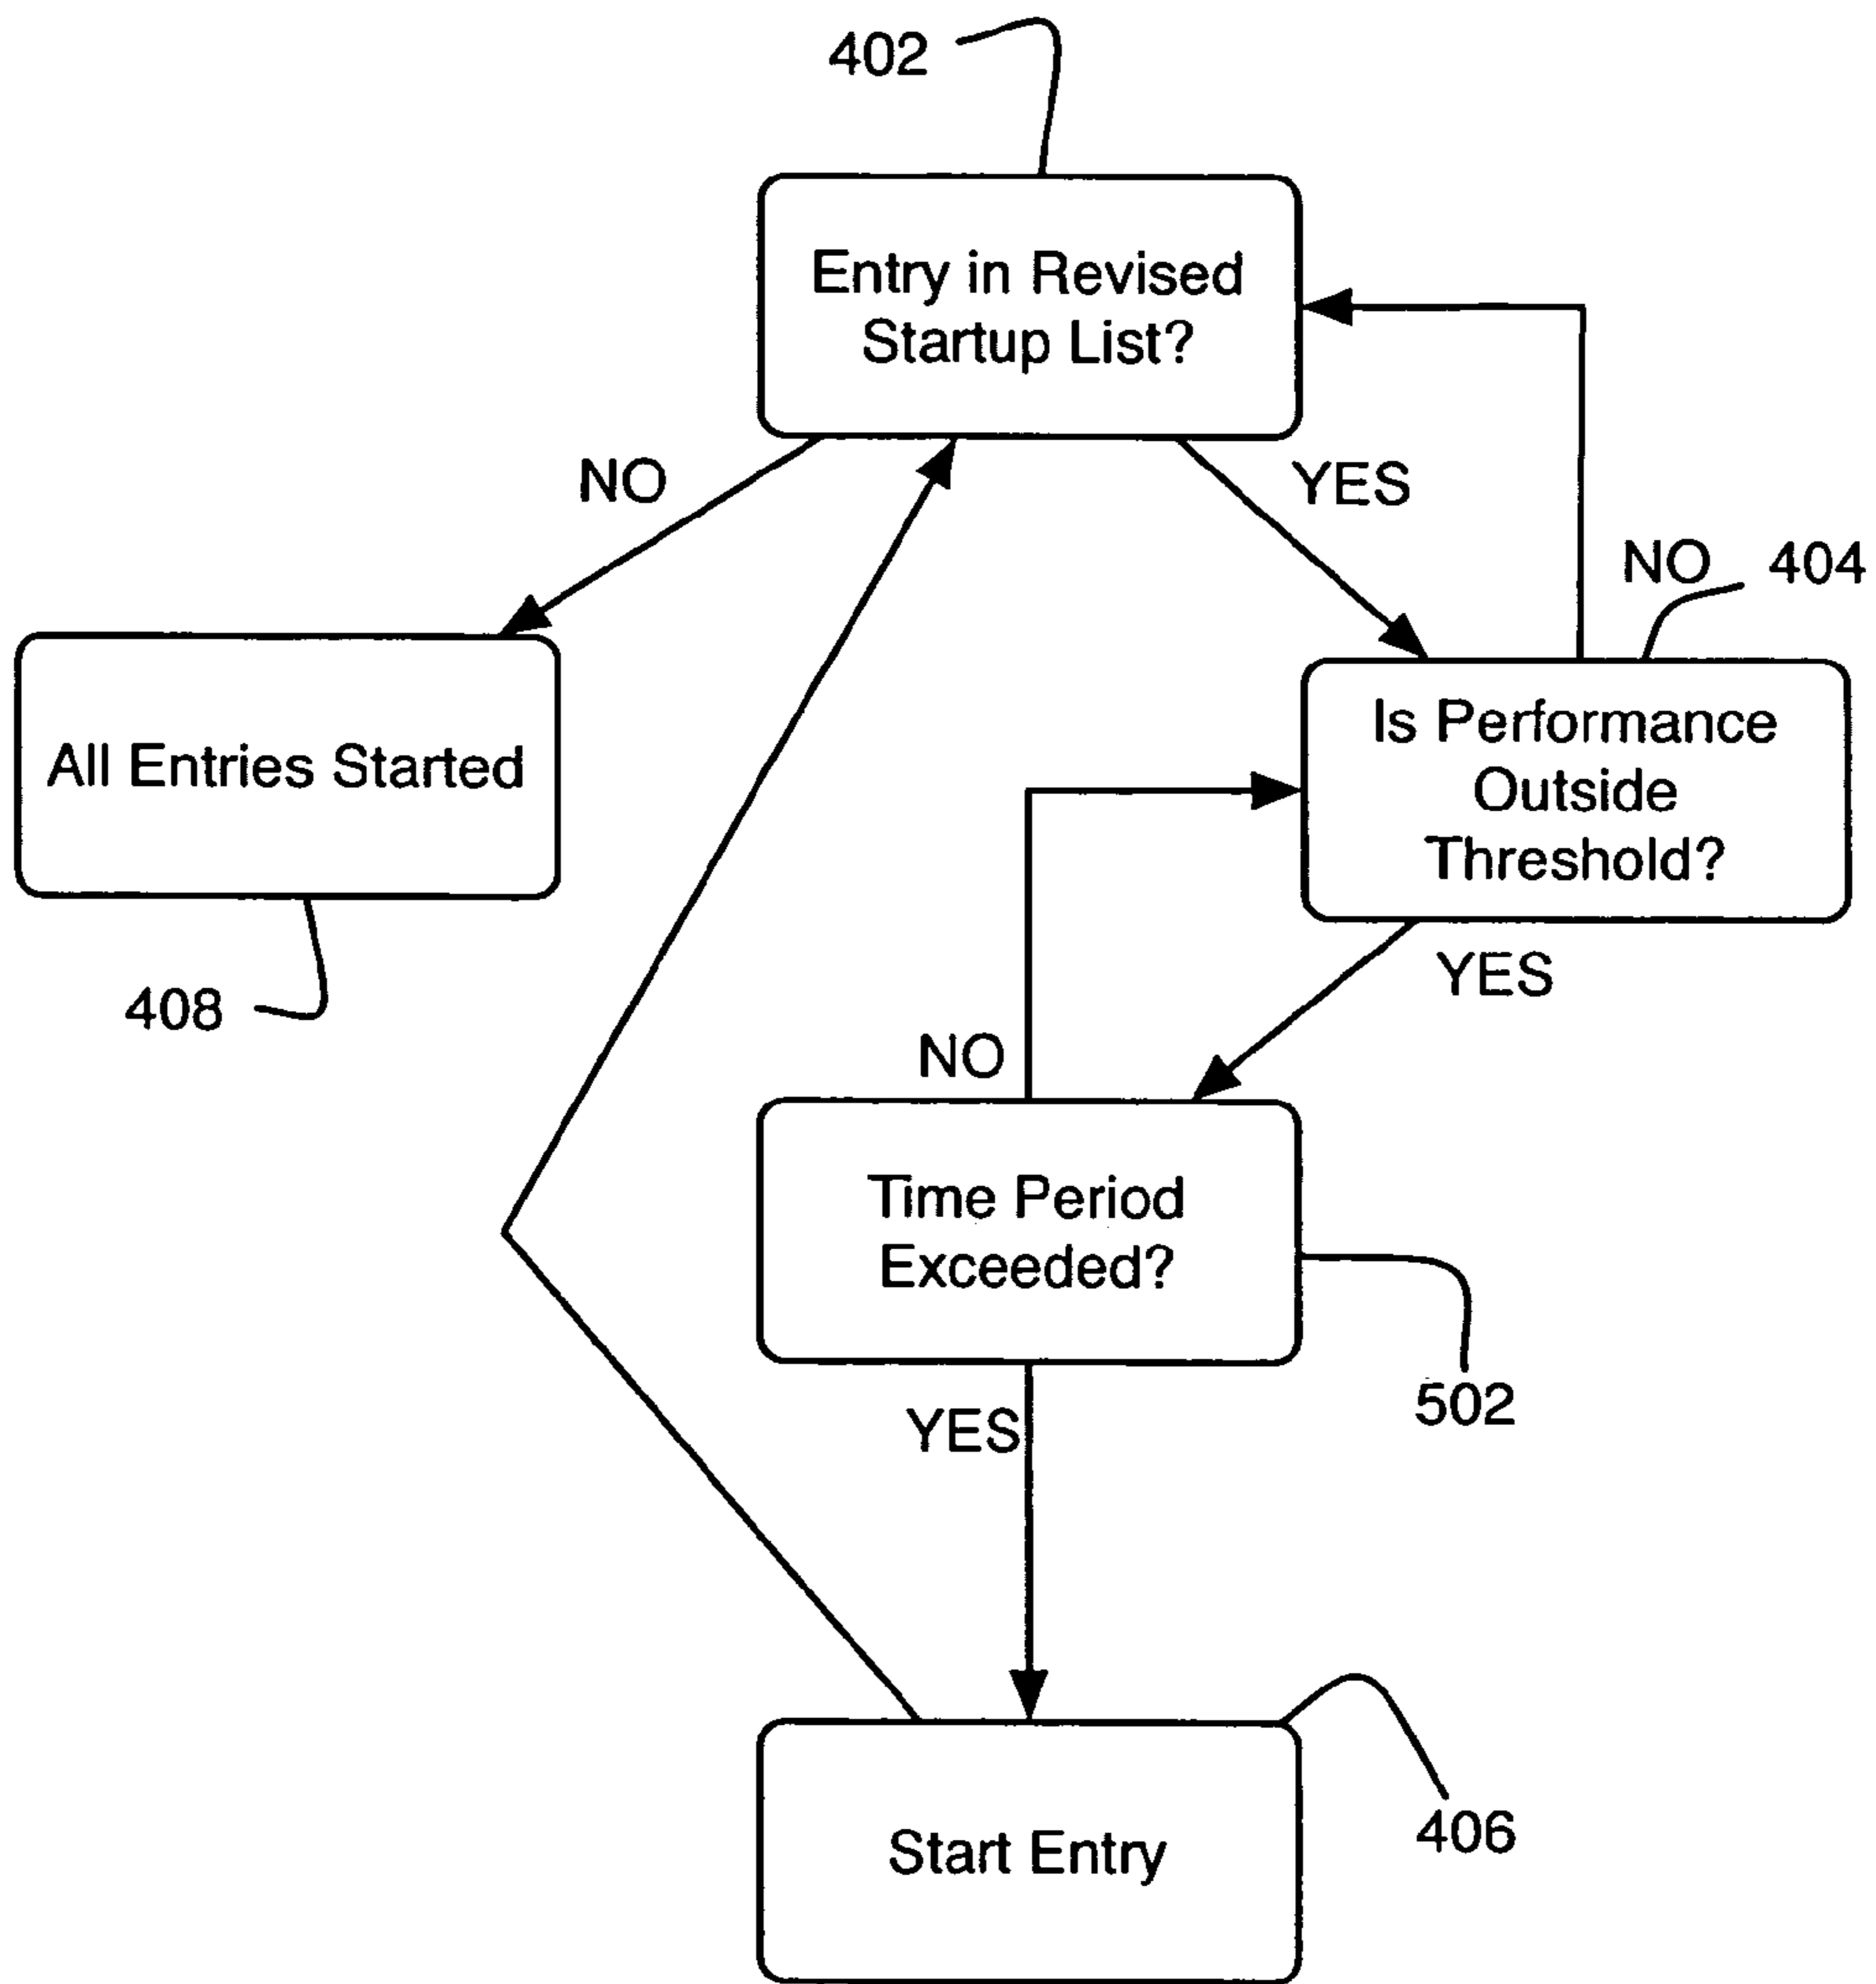 402
Entry in Revised
Startup List?
NO
YES
NO
404
All Entries Started
Is Performance
Outside
Threshold?
408
YES
NO
Time Period
Exceeded?
502
YES
406
Start Entry